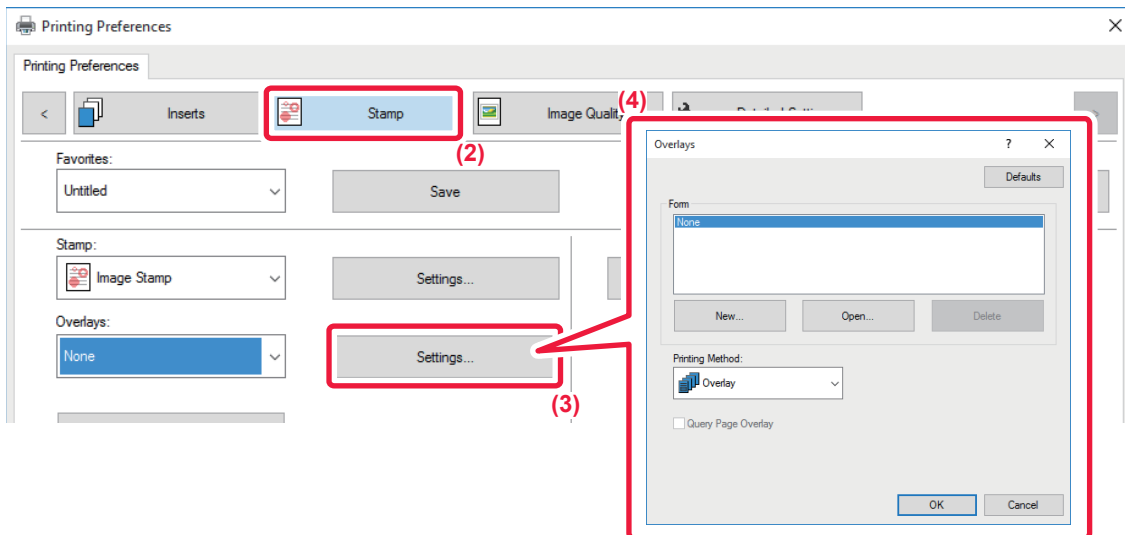 Printing Preferences
Printing Preferences
<
Inserts
Stamp
Image Quality
(4)
>
(2)
Favorites:
Untitled
Save
Stamp:
Image Stamp
Settings...
Overlays:
None
Settings...
(3)
Overlays
?
Defaults
Form
None
New...
Open...
Delete
Printing Method:
Overlay
Query Page Overlay
OK
Cancel